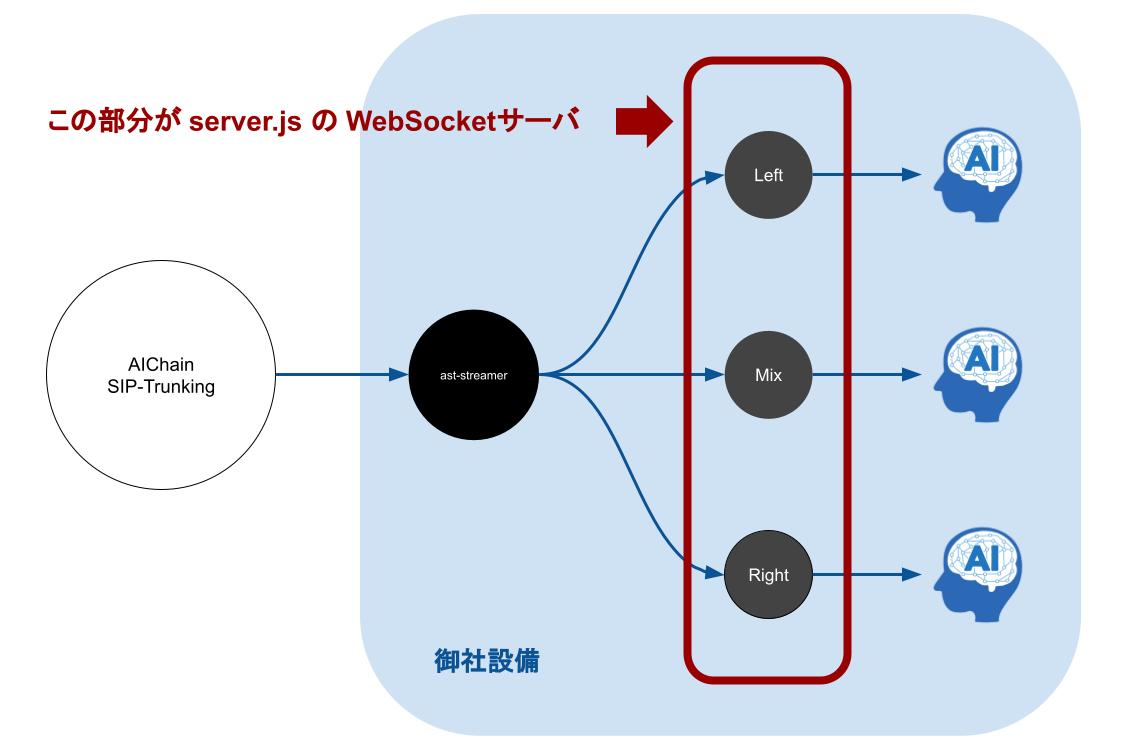 この部分が server.js の WebSocketサーバ
Left
AI
AIChain
SIP-Trunking
ast-streamer
Mix
AI
Right
AI
御社設備